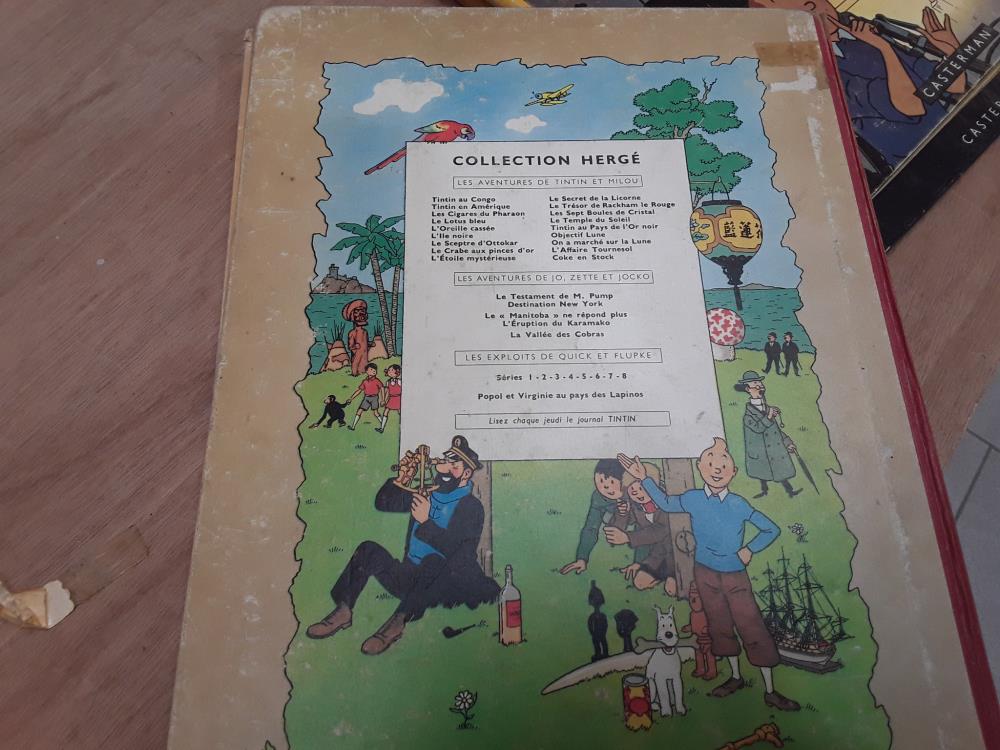 COLLECTION HERGÉ
LES AVENTURES DE TINTIN ET MILOU
Tintin au Congo
Tintin en Amérique
Les Cigares du Pharaon
Le Lotus bleu
L'Oreille cassée
L'Ile noire
Le Sceptre d'Ottokar
Le Crabe aux pinces d'or
L'Étoile mystérieuse
Le Secret de la Licorne
Le Trésor de Rackham le Rouge
Les Sept Boules de Cristal
Le Temple du Soleil
Tintin au Pays de l'Or noir
Objectif Lune
On a marché sur la Lune
L'Affaire Tournesol
Coke en Stock
LES AVENTURES DE JO, ZETTE ET JOCKO
Le Testament de M. Pump
Destination New York
Le « Manitoba » ne répond plus
L'Éruption du Karamako
La Vallée des Cobras
LES EXPLOITS DE QUICK ET FLUPKE
Séries 1 - 2 - 3 - 4 - 5 - 6 - 7 - 8
Popol et Virginie au pays des Lapinos
Lisez chaque jeudi le journal TINTIN
藍蓮
CASTERMAN
CASTE